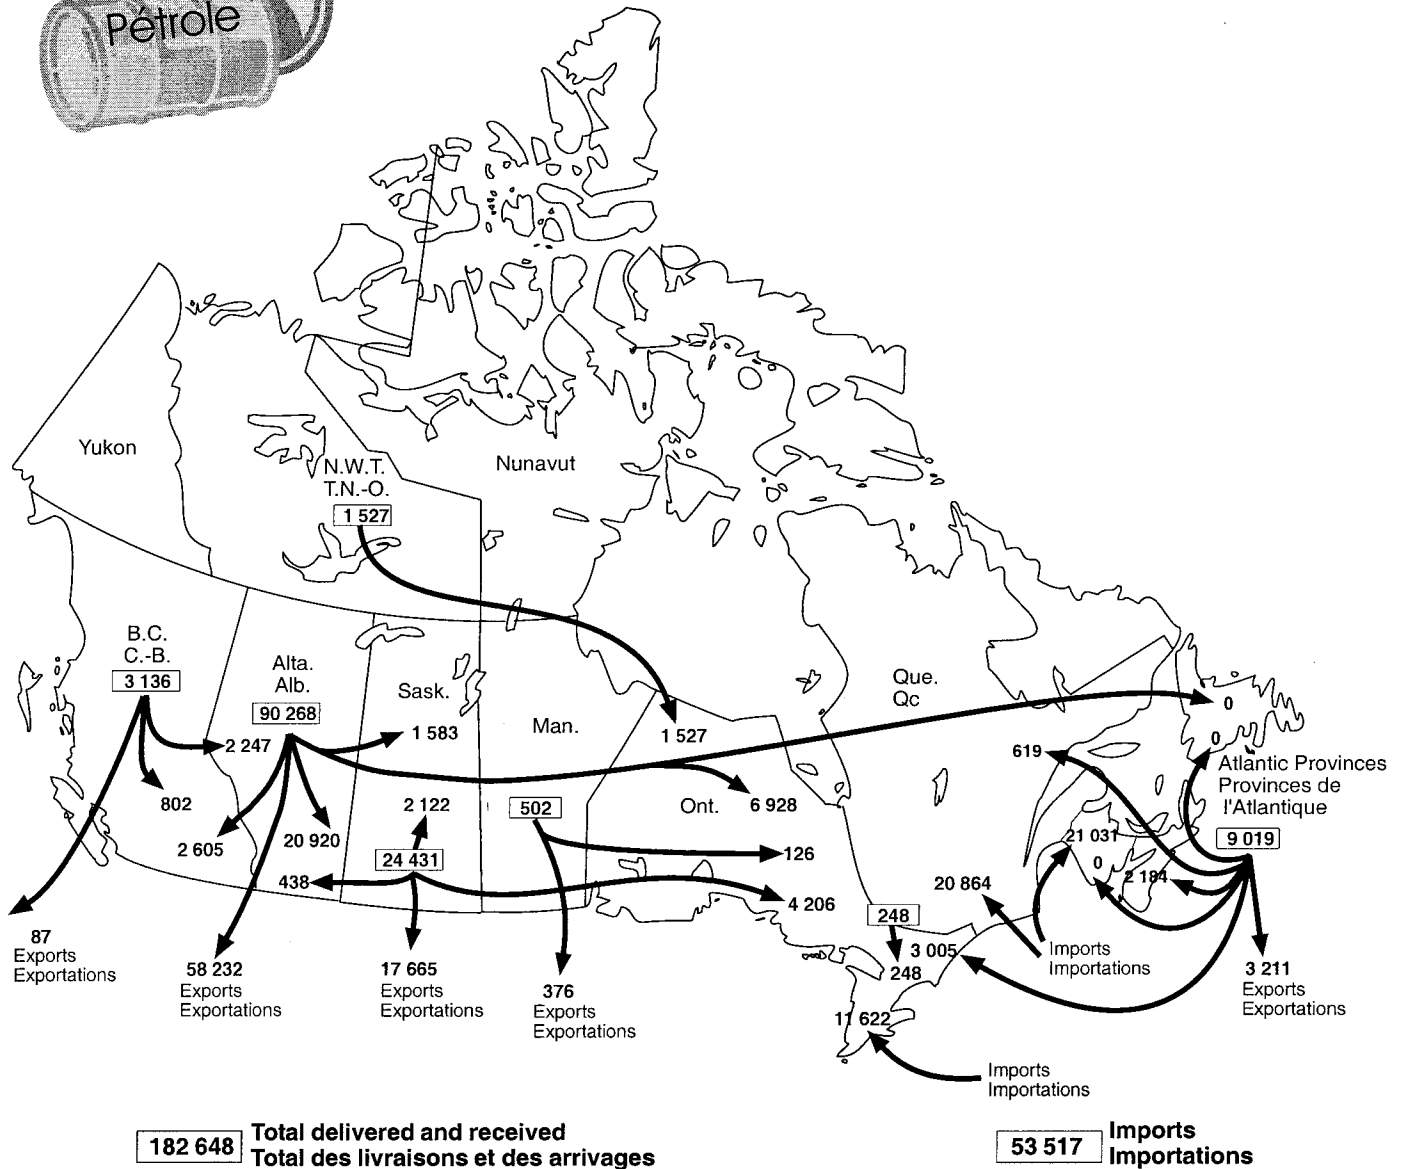 Pétrole
Yukon
N.W.T.
T.N.-O.
1 527
Nunavut
B.C.
C.-B.
3 136
Alta.
Alb.
90 268
Sask.
Man.
Que.
Qc
0
0
2 247
1 583
1 527
619
Atlantic Provinces
Provinces de
l'Atlantique
9 019
802
2 122
502
Ont.
6 928
2 605
20 920
24 431
126
21 031
0
2 184
438
4 206
20 864
248
3 005
248
87
Exports
Exportations
58 232
Exports
Exportations
17 665
Exports
Exportations
376
Exports
Exportations
Imports
Importations
3 211
Exports
Exportations
11 622
Imports
Importations
182 648
Total delivered and received
Total des livraisons et des arrivages
53 517
Imports
Importations